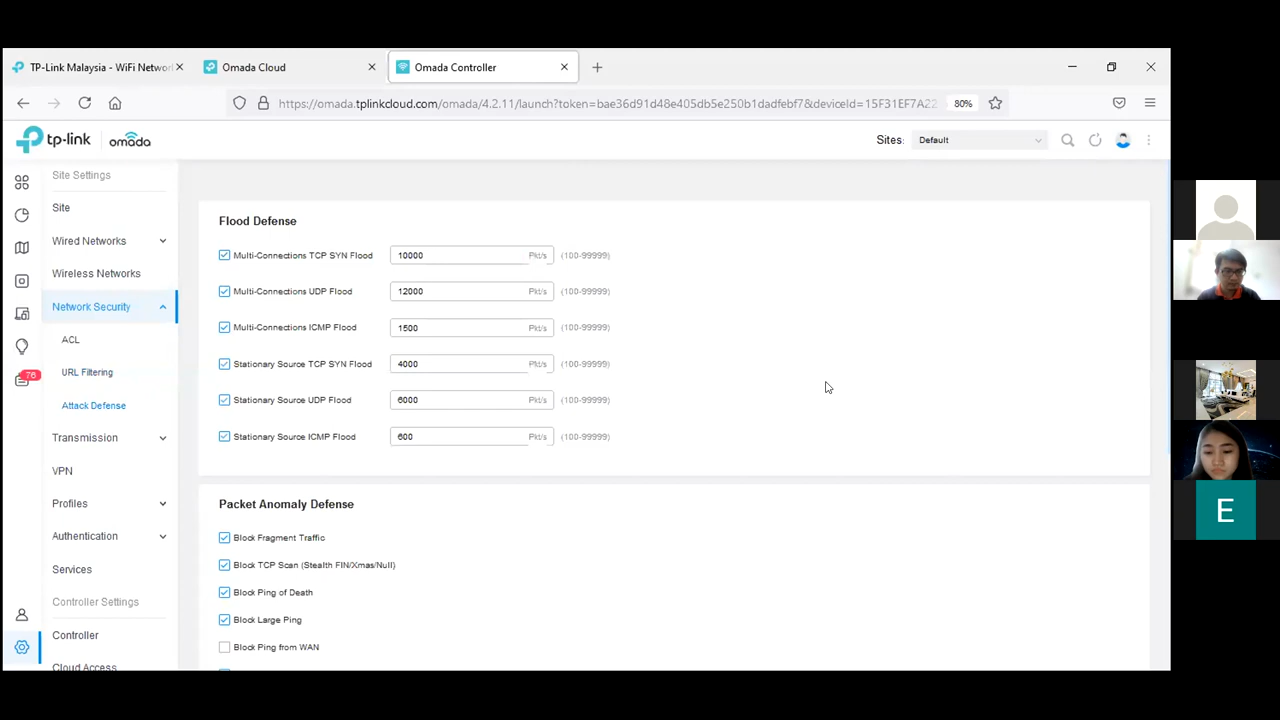 TP-Link Malaysia - WiFi Network
Omada Cloud
Omada Controller
https://omada.tplinkcloud.com/omada/4.2.11/launch?token=bae36d91d48e405db5e250b1dadfebf7&deviceId=15F31EF7A22
80%
tp-link
omada
Sites:
Default
Site Settings
Site
Wired Networks
Wireless Networks
Network Security
ACL
URL Filtering
Attack Defense
Transmission
VPN
Profiles
Authentication
Services
Controller Settings
Controller
Cloud Access
76
Flood Defense
Multi-Connections TCP SYN Flood 10000 Pkt/s (100-99999)
Multi-Connections UDP Flood 12000 Pkt/s (100-99999)
Multi-Connections ICMP Flood 1500 Pkt/s (100-99999)
Stationary Source TCP SYN Flood 4000 Pkt/s (100-99999)
Stationary Source UDP Flood 6000 Pkt/s (100-99999)
Stationary Source ICMP Flood 600 Pkt/s (100-99999)
Packet Anomaly Defense
Block Fragment Traffic
Block TCP Scan (Stealth FIN/Xmas/Null)
Block Ping of Death
Block Large Ping
Block Ping from WAN
E